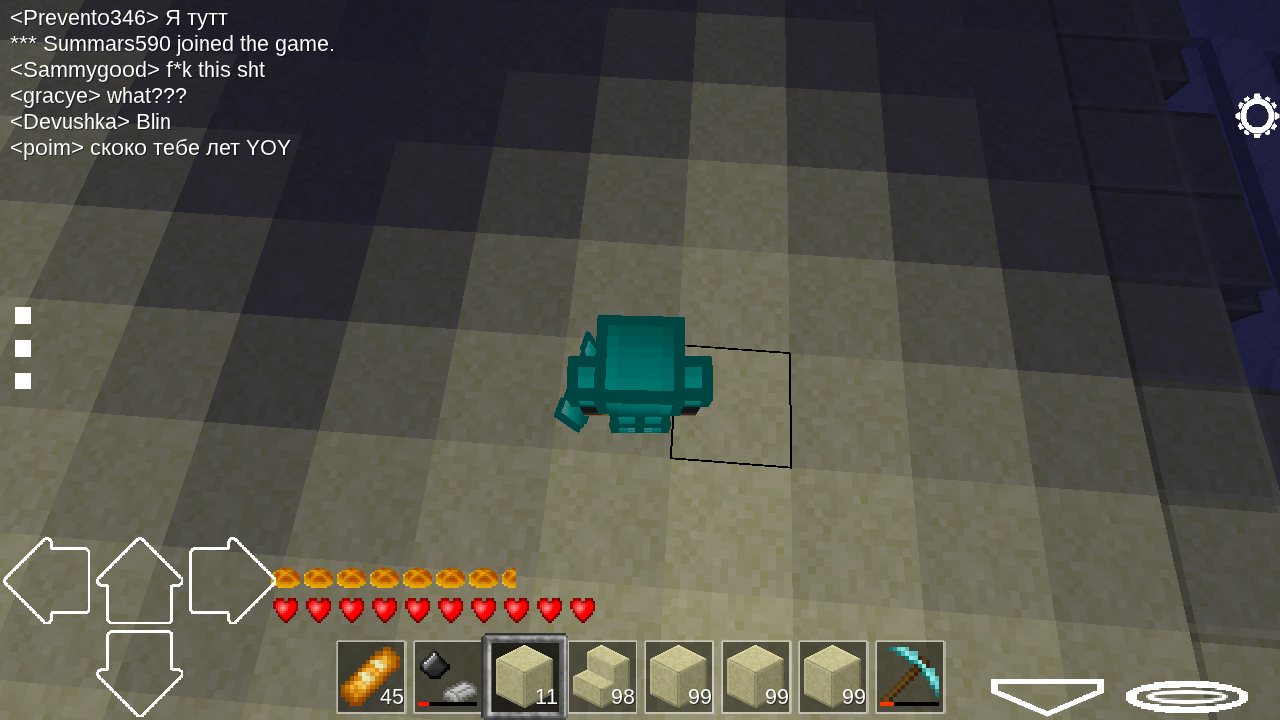 <Prevento346> Я тутт
*** Summars590 joined the game.
<Sammygood> f*k this sht
<gracye> what???
<Devushka> Blin
<poim> скоко тебе лет YOY
45 11 98 99 99 99